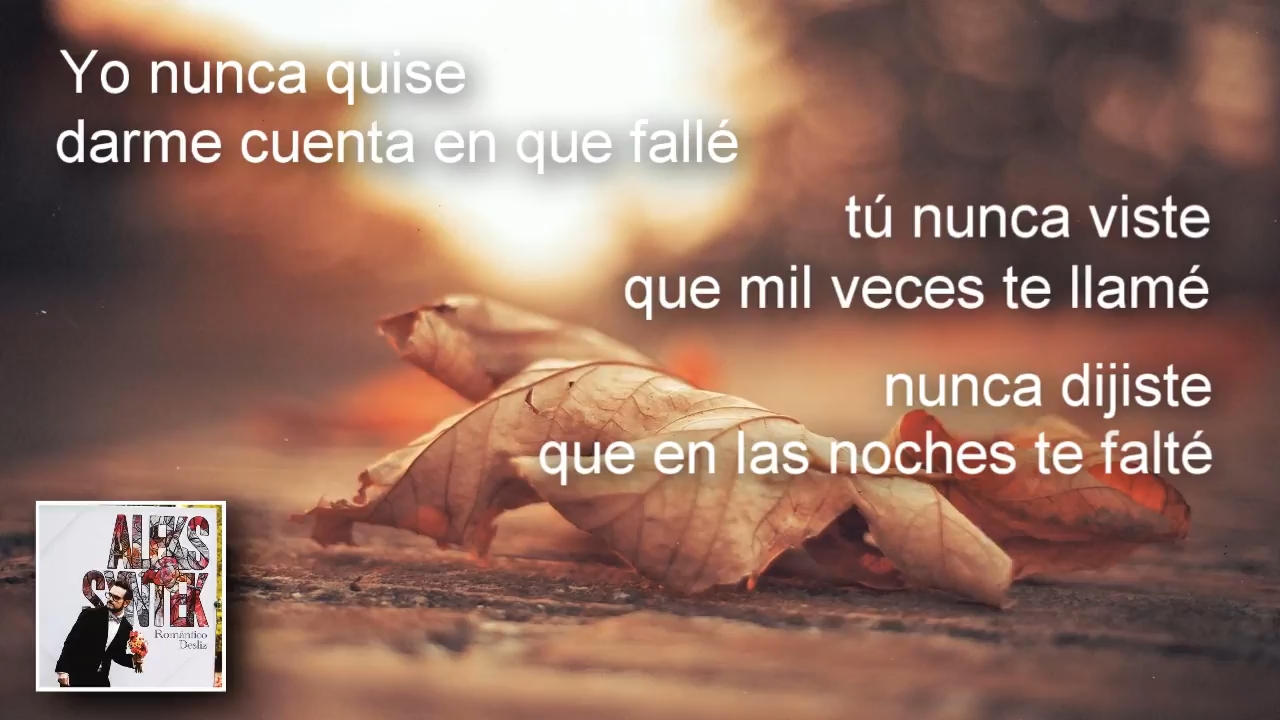 Yo nunca quise
darme cuenta en que fallé
tú nunca viste
que mil veces te llamé
nunca dijiste
que en las noches te falté
ALEKS
SYNTEK
Romántico
Desliz